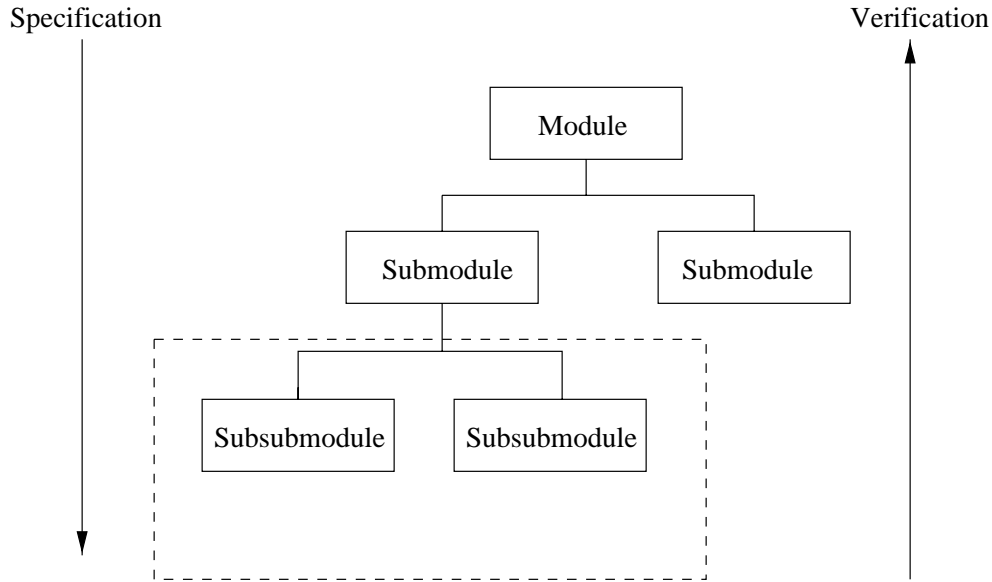 Specification
Verification
Module
Submodule
Submodule
Subsubmodule
Subsubmodule